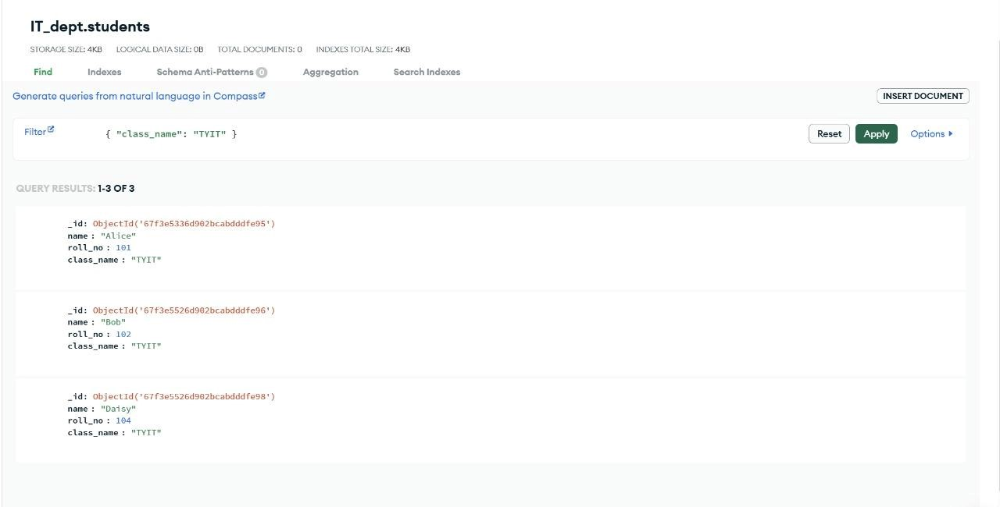 IT_dept.students
STORAGE SIZE: 4KB LOGICAL DATA SIZE: 0B TOTAL DOCUMENTS: 0 INDEXES TOTAL SIZE: 4KB
Find Indexes Schema Anti-Patterns 0 Aggregation Search Indexes
Generate queries from natural language in Compass INSERT DOCUMENT
Filter { "class_name": "TYIT" } Reset Apply Options
QUERY RESULTS: 1-3 OF 3
_id: ObjectId('67f3e5336d902bcabdddfe95')
name : "Alice"
roll_no : 101
class_name : "TYIT"
_id: ObjectId('67f3e5526d902bcabdddfe96')
name : "Bob"
roll_no : 102
class_name : "TYIT"
_id: ObjectId('67f3e5526d902bcabdddfe98')
name : "Daisy"
roll_no : 104
class_name : "TYIT"